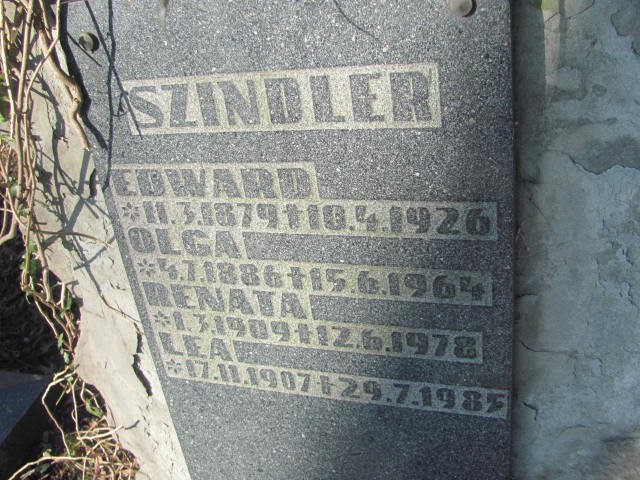 SZINDLER
EDWARD
*11.3.1879†10.4.1926
OLGA
*4.7.1886†15.6.1964
RENATA
*1.3.1909†12.6.1978
LEA
*17.11.1907†29.7.1985